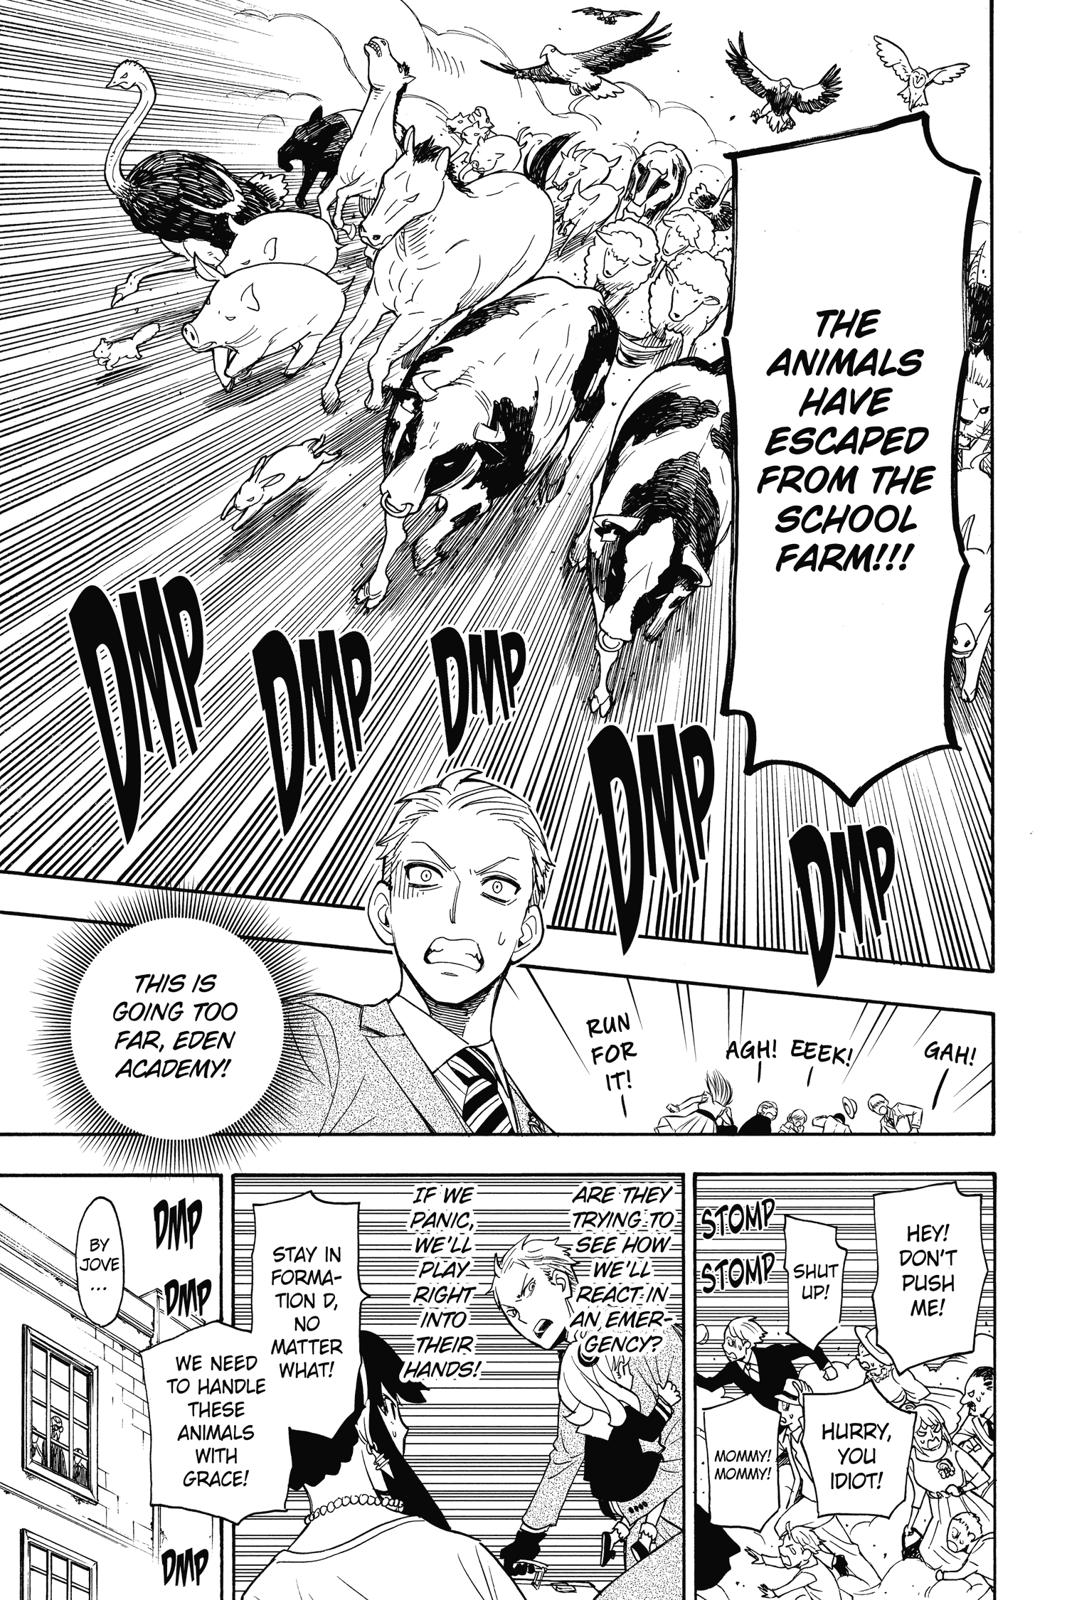 THE
ANIMALS
HAVE
ESCAPED
FROM THE
SCHOOL
FARM!!!
DMP
DMP
DMP
DMP
DMP
THIS IS
GOING TOO
FAR, EDEN
ACADEMY!
RUN
FOR
IT!
AGH!
EEEK!
GAH!
HEY!
DON'T
PUSH
ME!
SHUT
UP!
STOMP
STOMP
HURRY,
YOU
IDIOT!
MOMMY!
MOMMY!
ARE THEY
TRYING TO
SEE HOW
WE'LL
REACT IN
AN EMER-
GENCY?
IF WE
PANIC,
WE'LL
PLAY
RIGHT
INTO
THEIR
HANDS!
STAY IN
FORMA-
TION D,
NO
MATTER
WHAT!
WE NEED
TO HANDLE
THESE
ANIMALS
WITH
GRACE!
DMP
DMP
DMP
BY
JOVE
...